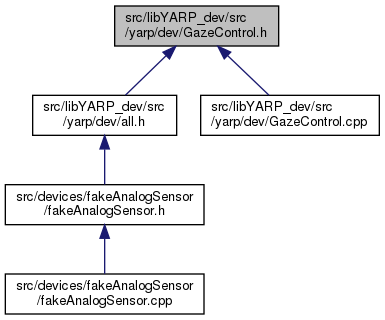 src/libYARP_dev/src
/yarp/dev/GazeControl.h
src/libYARP_dev/src
/yarp/dev/all.h
src/libYARP_dev/src
/yarp/dev/GazeControl.cpp
src/devices/fakeAnalogSensor
/fakeAnalogSensor.h
src/devices/fakeAnalogSensor
/fakeAnalogSensor.cpp